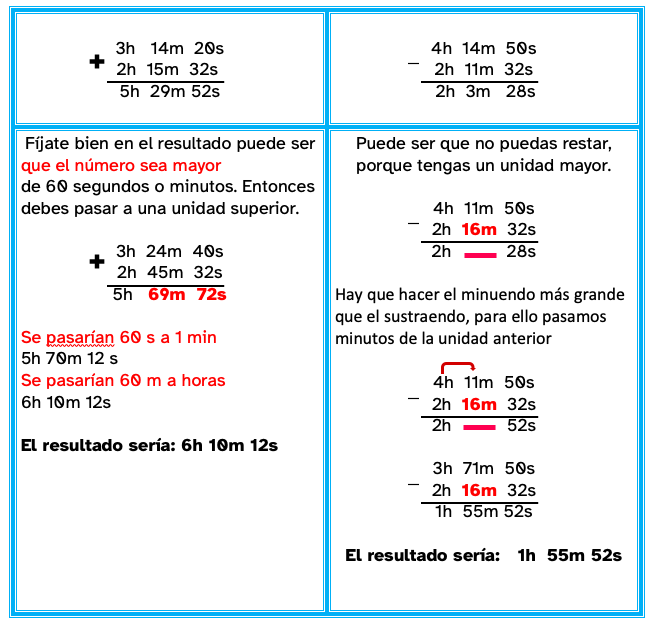 3h 14m 20s
+ 2h 15m 32s
5h 29m 52s
4h 14m 50s
− 2h 11m 32s
2h 3m 28s
Fíjate bien en el resultado puede ser
que el número sea mayor
de 60 segundos o minutos. Entonces
debes pasar a una unidad superior.
3h 24m 40s
+ 2h 45m 32s
5h 69m 72s
Se pasarían 60 s a 1 min
5h 70m 12 s
Se pasarían 60 m a horas
6h 10m 12s
El resultado sería: 6h 10m 12s
Puede ser que no puedas restar,
porque tengas un unidad mayor.
4h 11m 50s
− 2h 16m 32s
2h 28s
Hay que hacer el minuendo más grande
que el sustraendo, para ello pasamos
minutos de la unidad anterior
4h 11m 50s
− 2h 16m 32s
2h 52s
3h 71m 50s
− 2h 16m 32s
1h 55m 52s
El resultado sería: 1h 55m 52s